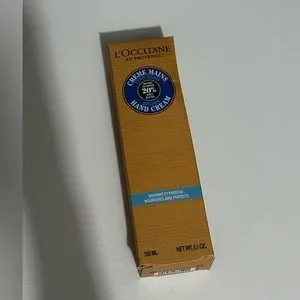 L'OCCITANE
EN PROVENCE
CRÈME MAINS
20%
HAND CREAM
NOURRIT ET PROTÈGE
NOURISHES AND PROTECTS
150 ML NET WT. 5.1 OZ.